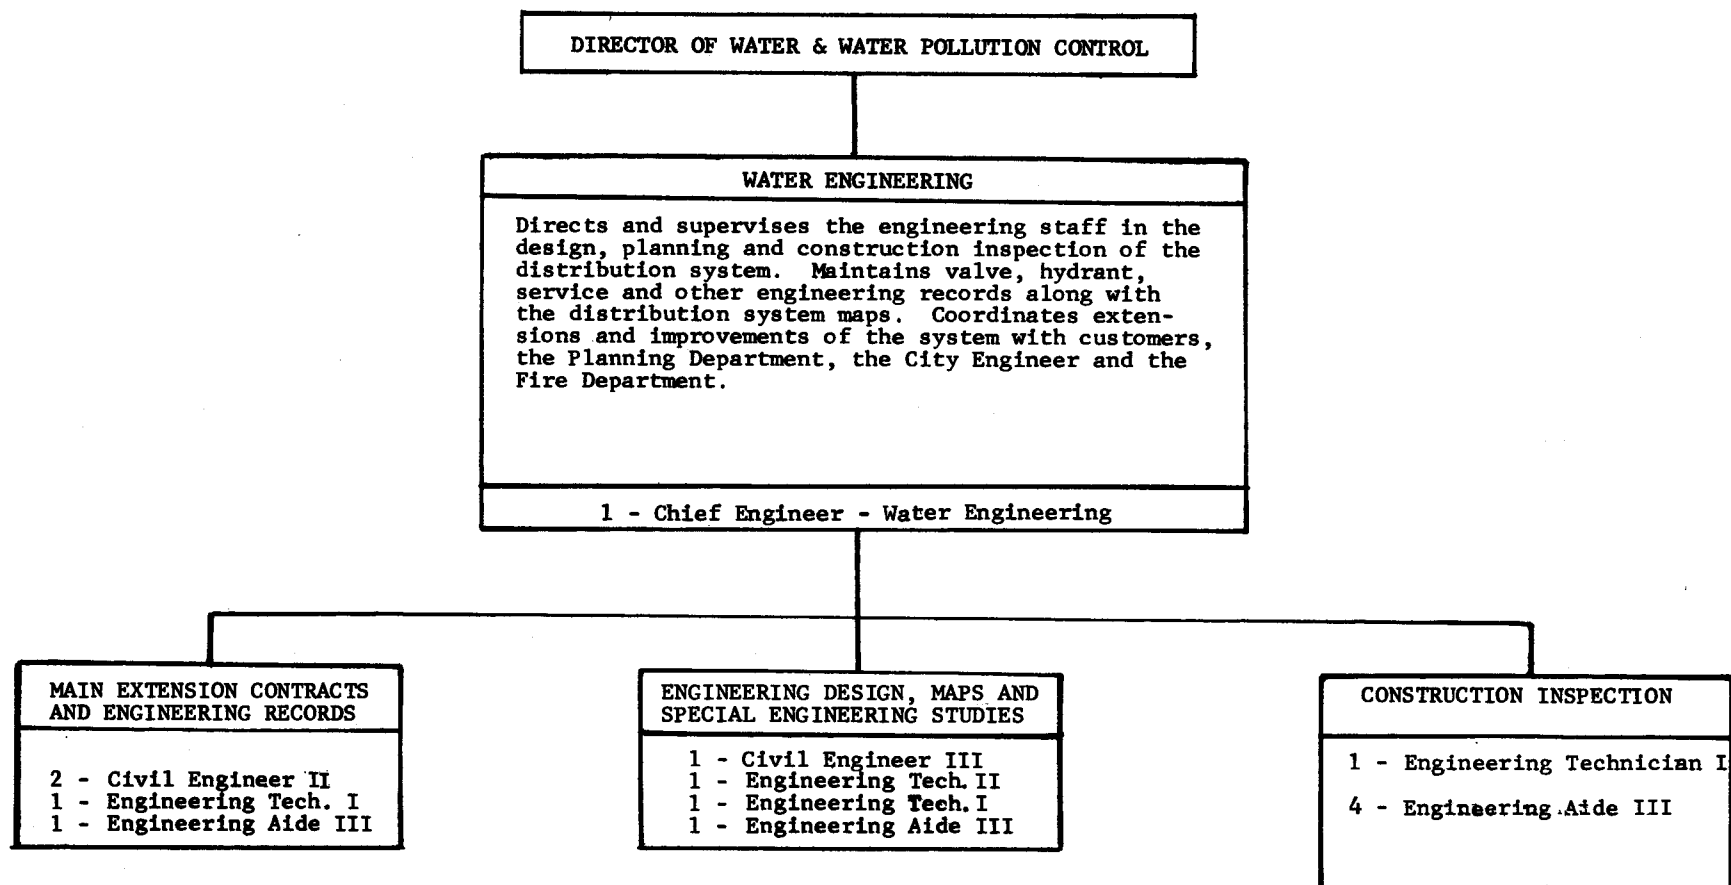 DIRECTOR OF WATER & WATER POLLUTION CONTROL
WATER ENGINEERING
Directs and supervises the engineering staff in the
design, planning and construction inspection of the
distribution system. Maintains valve, hydrant,
service and other engineering records along with
the distribution system maps. Coordinates exten-
sions and improvements of the system with customers,
the Planning Department, the City Engineer and the
Fire Department.
1 - Chief Engineer - Water Engineering
MAIN EXTENSION CONTRACTS
AND ENGINEERING RECORDS
2 - Civil Engineer II
1 - Engineering Tech. I
1 - Engineering Aide III
ENGINEERING DESIGN, MAPS AND
SPECIAL ENGINEERING STUDIES
1 - Civil Engineer III
1 - Engineering Tech. II
1 - Engineering Tech. I
1 - Engineering Aide III
CONSTRUCTION INSPECTION
1 - Engineering Technician
4 - Engineering Aide III